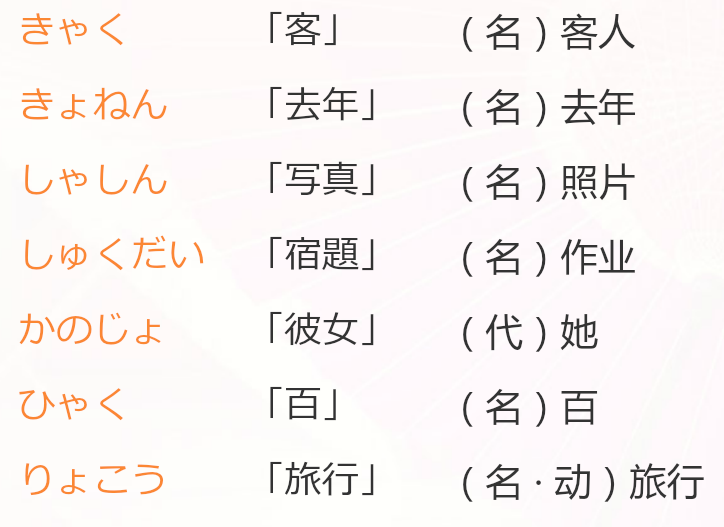 きゃく 「客」 (名)客人
きょねん 「去年」 (名)去年
しゃしん 「写真」 (名)照片
しゅくだい 「宿題」 (名)作业
かのじょ 「彼女」 (代)她
ひゃく 「百」 (名)百
りょこう 「旅行」 (名·动)旅行